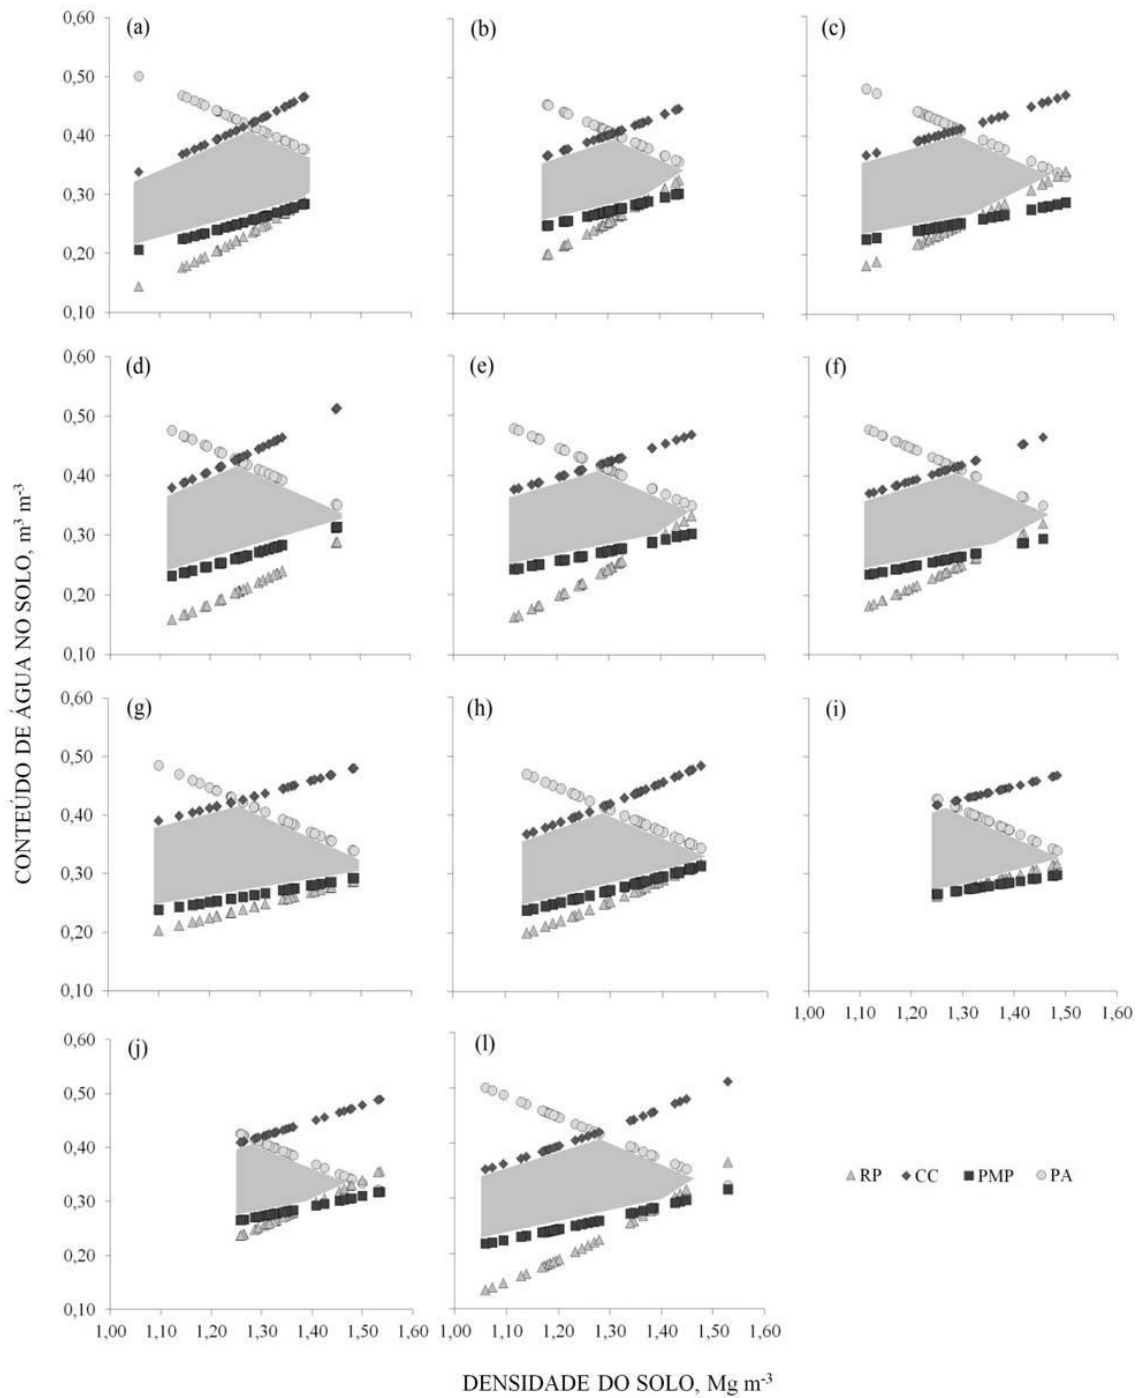 (a)
(b)
(c)
0,60
0,50
0,40
0,30
0,20
0,10
(d)
(e)
(f)
0,60
0,50
0,40
0,30
0,20
0,10
(g)
(h)
(i)
0,60
0,50
0,40
0,30
0,20
0,10
1,00 1,10 1,20 1,30 1,40 1,50 1,60
(j)
(l)
0,60
0,50
0,40
0,30
0,20
0,10
1,00 1,10 1,20 1,30 1,40 1,50 1,60
1,00 1,10 1,20 1,30 1,40 1,50 1,60
RP CC PMP PA
CONTEÚDO DE ÁGUA NO SOLO, m³ m⁻³
DENSIDADE DO SOLO, Mg m⁻³